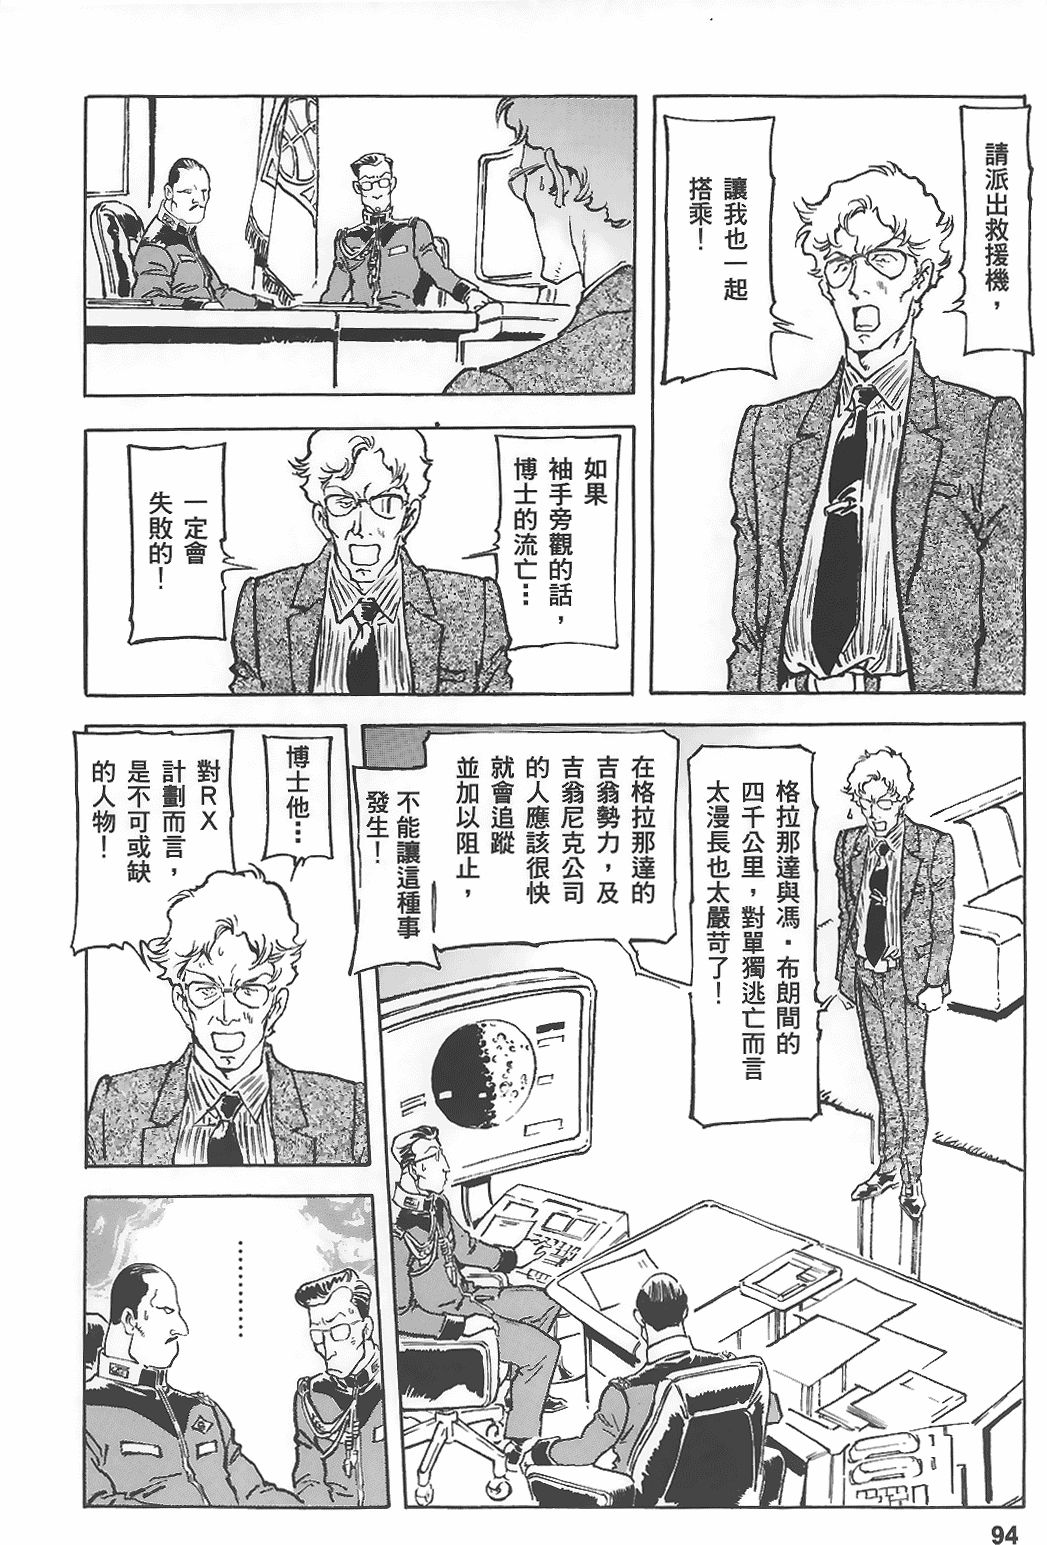 請派出救援機，
讓我也一起
搭乘！
如果
袖手旁觀的話，
博士的流亡…
一定會
失敗的！
格拉那達與馮·布朗間的
四千公里，對單獨逃亡而言
太漫長也太嚴苛了！
在格拉那達的
吉翁勢力，及
吉翁尼克公司
的人應該很快
就會追蹤
並加以阻止，
不能讓這種事
發生！
博士他…
對RX
計劃而言，
是不可或缺
的人物！
…………
94